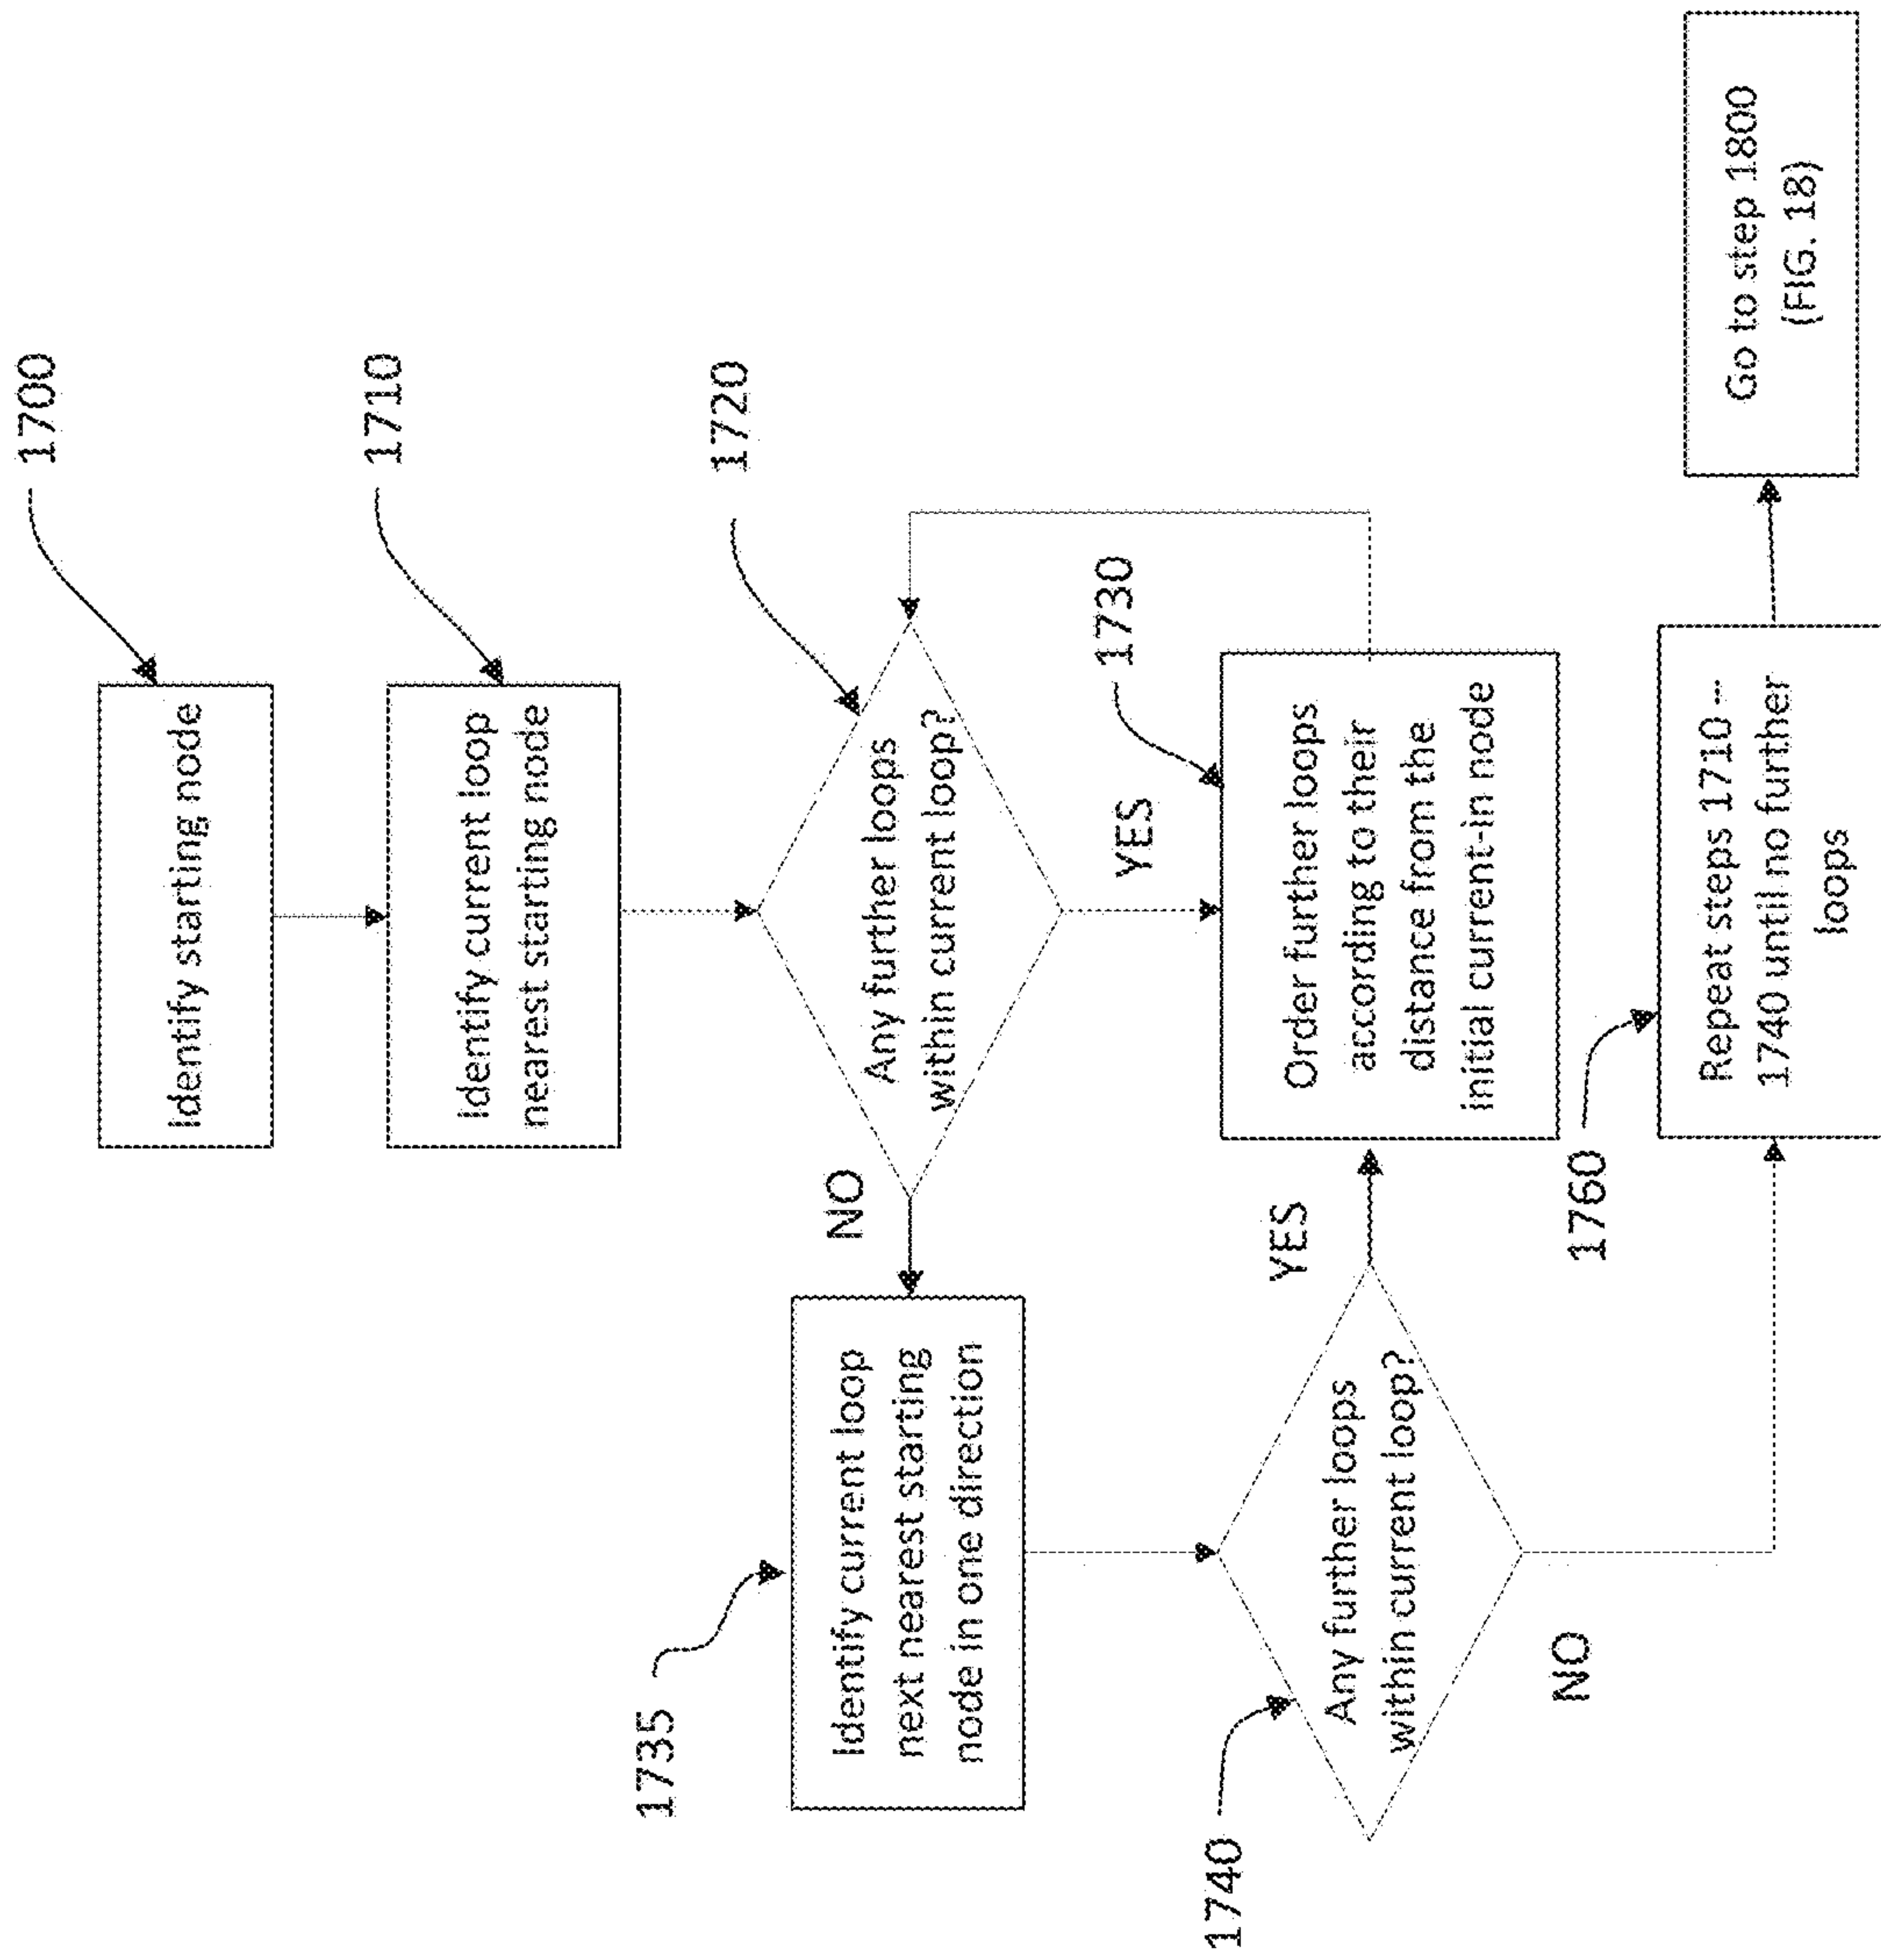 1700
Identify starting node
1710
Identify current loop
nearest starting node
1720
Any further loops
within current loop?
NO
YES
1735
Identify current loop
next nearest starting
node in one direction
1730
Order further loops
according to their
distance from the
initial current-in node
1740
Any further loops
within current loop?
YES
NO
1760
Repeat steps 1710 --
1740 until no further
loops
Go to step 1800
(FIG. 18)